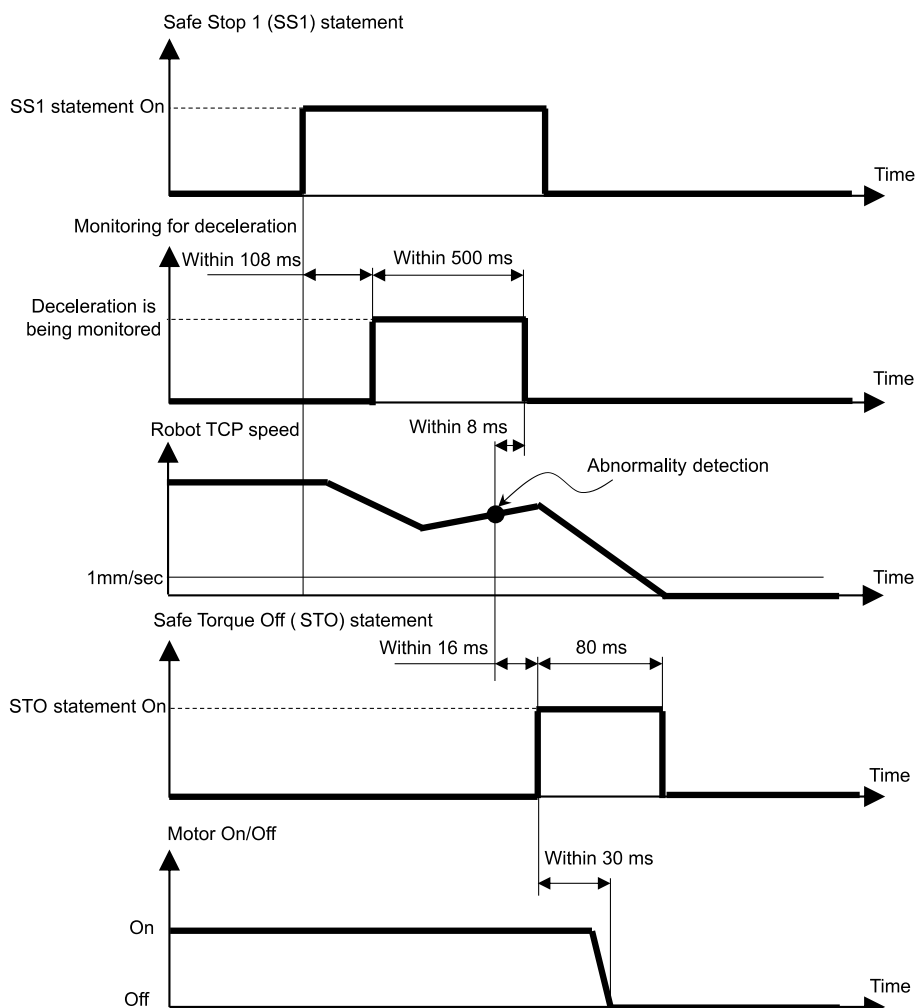 Safe Stop 1 (SS1) statement
SS1 statement On
Time
Monitoring for deceleration
Within 108 ms
Within 500 ms
Deceleration is
being monitored
Time
Within 8 ms
Robot TCP speed
Abnormality detection
1mm/sec
Time
Safe Torque Off ( STO) statement
Within 16 ms
80 ms
STO statement On
Time
Motor On/Off
Within 30 ms
On
Off
Time